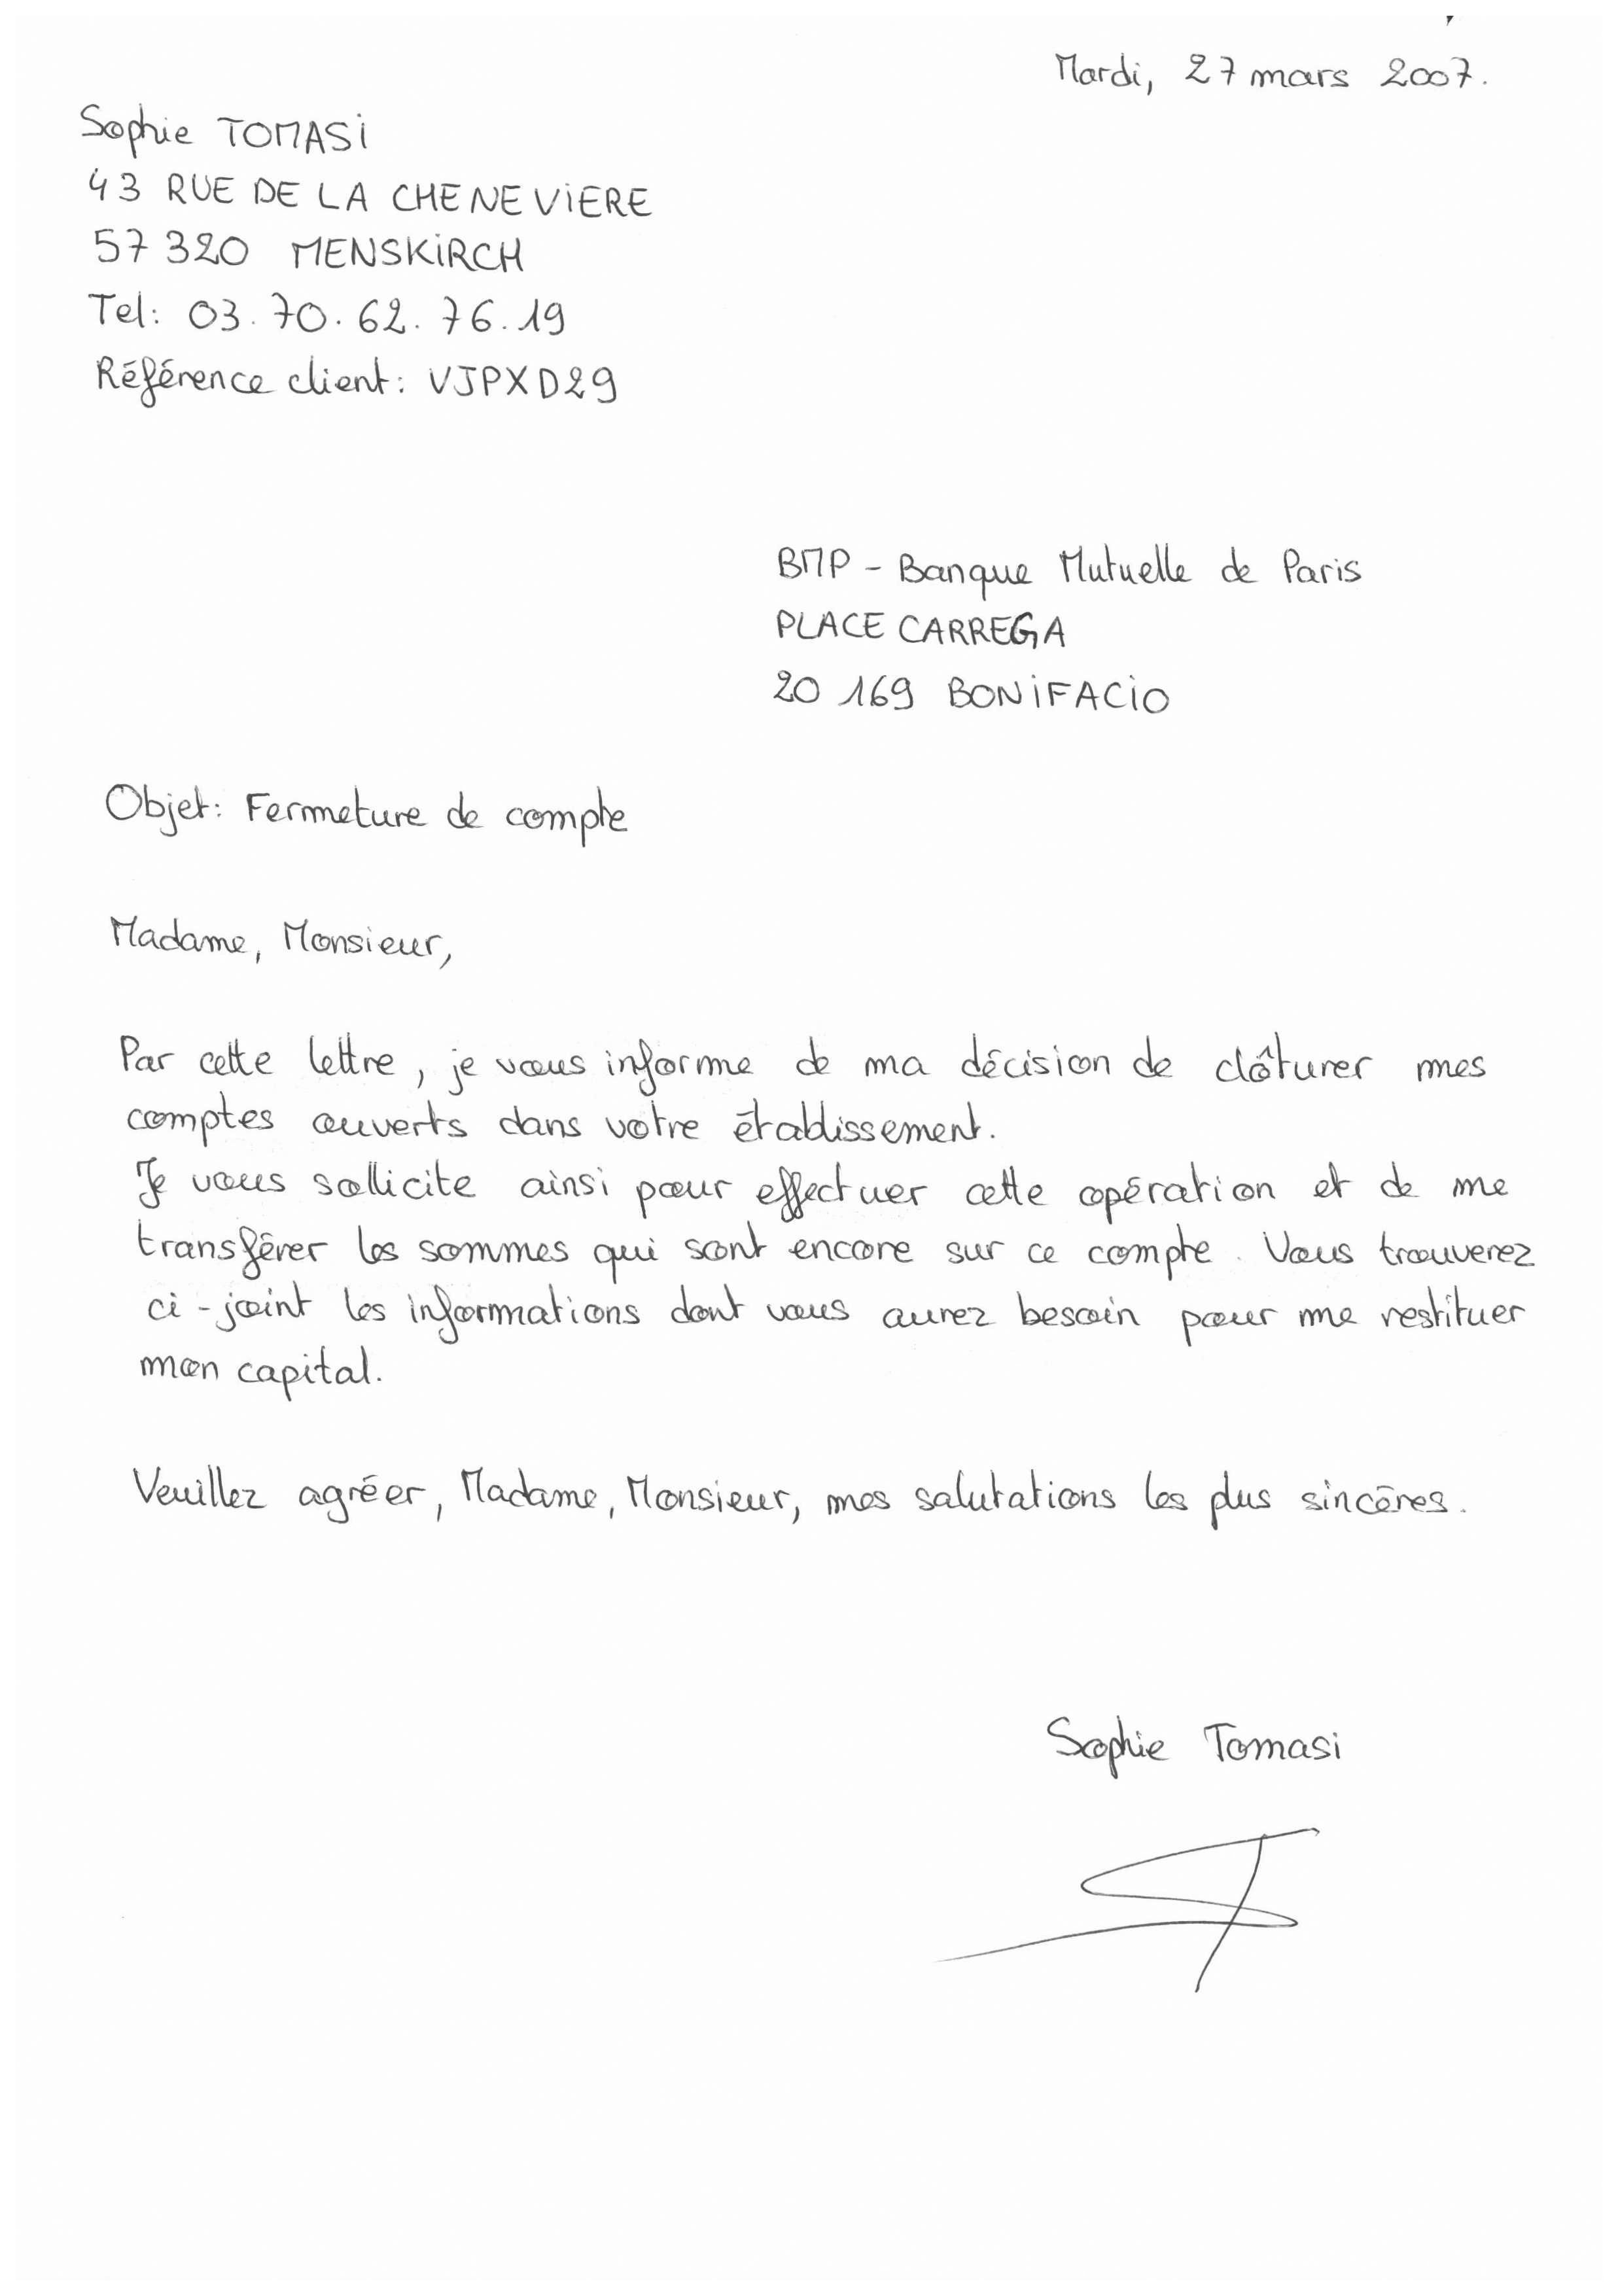 Mardi, 27 mars 2007.
Sophie TOMASi
43 RUE DE LA CHENEViERE
57 320 MENSKiRCH
Tel: 03.70.62.76.19
Référence client: VJPXD29
BMP - Banque Mutuelle de Paris
PLACE CARREGA
20 169 BONiFACiO
Objet: Fermeture de compte
Madame, Monsieur,
Par cette lettre, je vous informe de ma décision de clôturer mes
comptes ouverts dans votre établissement.
Je vous sollicite ainsi pour effectuer cette opération et de me
transférer les sommes qui sont encore sur ce compte. Vous trouverez
ci-joint les informations dont vous aurez besoin pour me restituer
mon capital.
Veuillez agréer, Madame, Monsieur, mes salutations les plus sincères.
Sophie Tomasi